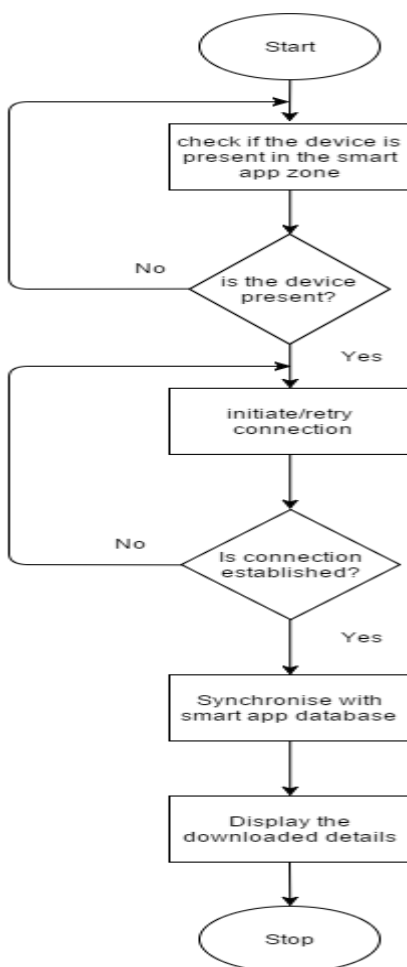 Start
check if the device is
present in the smart
app zone
No
is the device
present?
Yes
initiate/retry
connection
No
Is connection
established?
Yes
Synchronise with
smart app database
Display the
downloaded details
Stop